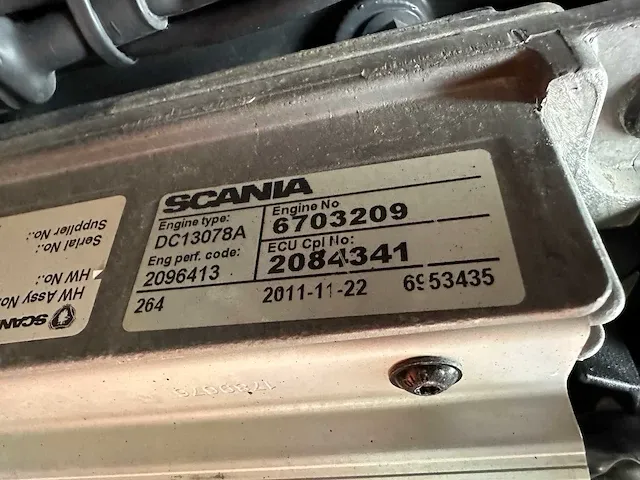 SCANIA
Engine type:
DC13078A
Eng perf. code:
2096413
Engine No
6703209
ECU Cpl No:
2084341
264 2011-11-22 6953435
SCAN
HW Assy No.:
HW No.:
Serial No.:
Supplier No.: